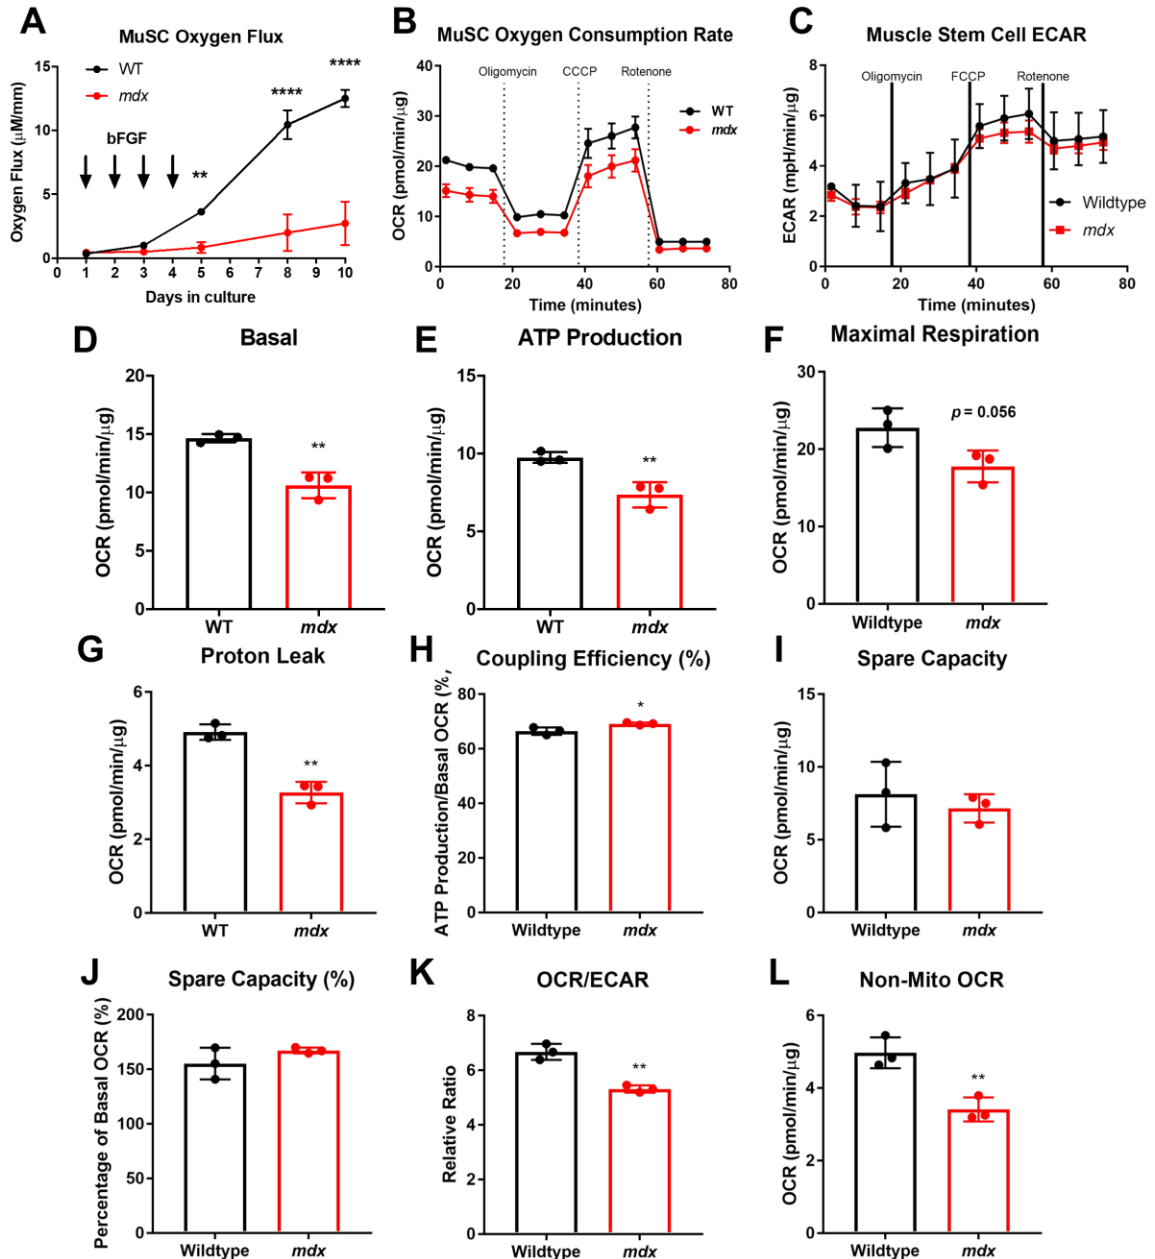 A
MuSC Oxygen Flux
Oxygen Flux (µM/mm)
15
10
5
0
WT
mdx
bFGF
**
****
****
0 1 2 3 4 5 6 7 8 9 10
Days in culture
B
MuSC Oxygen Consumption Rate
OCR (pmol/min/µg)
40
30
20
10
0
Oligomycin
CCCP
Rotenone
WT
mdx
0 20 40 60 80
Time (minutes)
C
Muscle Stem Cell ECAR
ECAR (mpH/min/µg)
8
6
4
2
0
Oligomycin
FCCP
Rotenone
Wildtype
mdx
0 20 40 60 80
Time (minutes)
D
Basal
OCR (pmol/min/µg)
20
15
10
5
0
**
WT mdx
E
ATP Production
OCR (pmol/min/µg)
15
10
5
0
**
WT mdx
F
Maximal Respiration
OCR (pmol/min/µg)
30
20
10
0
p = 0.056
Wildtype mdx
G
Proton Leak
OCR (pmol/min/µg)
6
4
2
0
**
WT mdx
H
Coupling Efficiency (%)
ATP Production/Basal OCR (%,
80
60
40
20
0
*
Wildtype mdx
I
Spare Capacity
OCR (pmol/min/µg)
15
10
5
0
Wildtype mdx
J
Spare Capacity (%)
Percentage of Basal OCR (%)
200
150
100
50
0
Wildtype mdx
K
OCR/ECAR
Relative Ratio
8
6
4
2
0
**
Wildtype mdx
L
Non-Mito OCR
OCR (pmol/min/µg)
6
4
2
0
**
Wildtype mdx